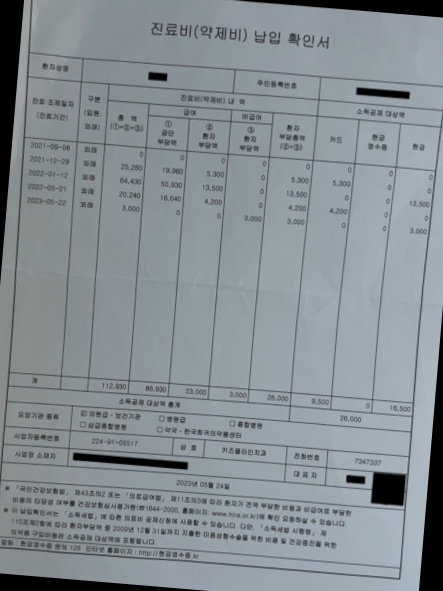 진료비(약제비) 납입 확인서
환자성명 주민등록번호
진료·조제일자 (진료기간) 구분 (입원, 외래) 진료비(약제비) 내 역 소득공제 대상액
총 액 (①+②+③) 급여 비급여 환자 부담총액 (②+③) 카드 현금 영수증 현금
① 공단 부담액 ② 환자 부담액 ③ 환자 부담액
2021-09-08 외래 0 0 0 0 0 0 0 0
2021-12-29 외래 25,260 19,960 5,300 0 5,300 5,300 0 0
2022-01-12 외래 64,430 50,930 13,500 0 13,500 0 0 13,500
2022-05-21 외래 20,240 16,040 4,200 0 4,200 4,200 0 0
2023-05-22 외래 3,000 0 0 3,000 3,000 0 0 3,000
계 112,930 86,930 23,000 3,000 26,000 9,500 0 16,500
소득공제 대상액 총계 26,000
요양기관 종류 ☑ 의원급·보건기관 □ 병원급 □ 종합병원
□ 상급종합병원 □ 약국·한국희귀의약품센터
사업자등록번호 224-91-05517 상 호 키즈플란치과 전화번호 7347337
사업장 소재지 대 표 자
2023년 05월 24일
※ 「국민건강보험법」 제43조의2 또는 「의료급여법」 제11조의3에 따라 환자가 전액 부담한 비용과 비급여로 부담한
비용의 타당성 여부를 건강보험심사평가원(☎1644-2000, 홈페이지: www.hira.or.kr)에 확인 요청하실 수 있습니다.
※ 이 납입확인서는 「소득세법」에 따른 의료비 공제신청에 사용할 수 있습니다. 다만, 「소득세법 시행령」 제
110조제2항에 따라 환자부담액 중 2009년 12월 31일까지 지출한 미용성형수술을 위한 비용 및 건강증진을 위한
의약품 구입비용은 소득공제 대상액에 포함됩니다.
알림 : 현금영수증 문의 126 인터넷 홈페이지 : http://현금영수증.kr